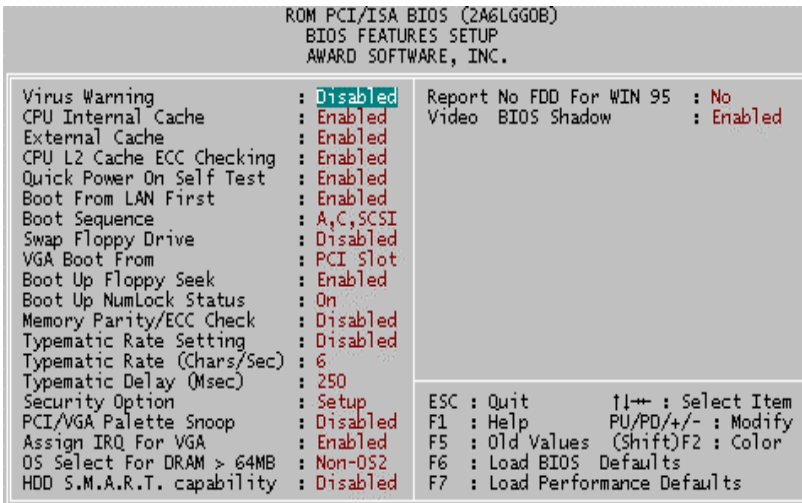 ROM PCI/ISA BIOS (2A6LGGOB)
BIOS FEATURES SETUP
AWARD SOFTWARE, INC.
Virus Warning : Disabled
CPU Internal Cache : Enabled
External Cache : Enabled
CPU L2 Cache ECC Checking : Enabled
Quick Power On Self Test : Enabled
Boot From LAN First : Enabled
Boot Sequence : A,C,SCSI
Swap Floppy Drive : Disabled
VGA Boot From : PCI Slot
Boot Up Floppy Seek : Enabled
Boot Up NumLock Status : On
Memory Parity/ECC Check : Disabled
Typematic Rate Setting : Disabled
Typematic Rate (Chars/Sec) : 6
Typematic Delay (Msec) : 250
Security Option : Setup
PCI/VGA Palette Snoop : Disabled
Assign IRQ For VGA : Enabled
OS Select For DRAM > 64MB : Non-OS2
HDD S.M.A.R.T. capability : Disabled
Report No FDD For WIN 95 : No
Video BIOS Shadow : Enabled
ESC : Quit ↑↓→← : Select Item
F1 : Help PU/PD/+/- : Modify
F5 : Old Values (Shift)F2 : Color
F6 : Load BIOS Defaults
F7 : Load Performance Defaults